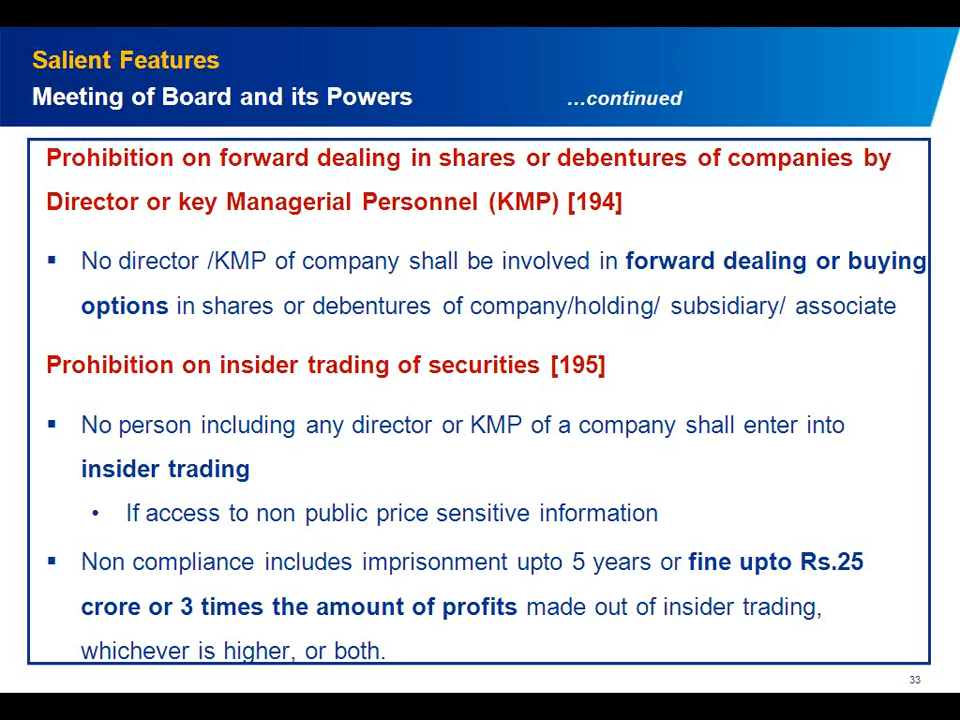 Salient Features
Meeting of Board and its Powers …continued
Prohibition on forward dealing in shares or debentures of companies by
Director or key Managerial Personnel (KMP) [194]
▪ No director /KMP of company shall be involved in forward dealing or buying
options in shares or debentures of company/holding/ subsidiary/ associate
Prohibition on insider trading of securities [195]
▪ No person including any director or KMP of a company shall enter into
insider trading
• If access to non public price sensitive information
▪ Non compliance includes imprisonment upto 5 years or fine upto Rs.25
crore or 3 times the amount of profits made out of insider trading,
whichever is higher, or both.
33